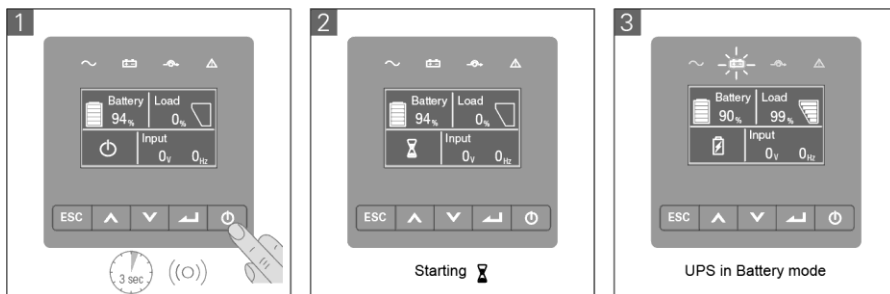 1
Battery Load
94% 0%
Input
0V 0Hz
ESC
3 sec
2
Battery Load
94% 0%
Input
0V 0Hz
ESC
Starting
3
Battery Load
90% 99%
Input
0V 0Hz
ESC
UPS in Battery mode